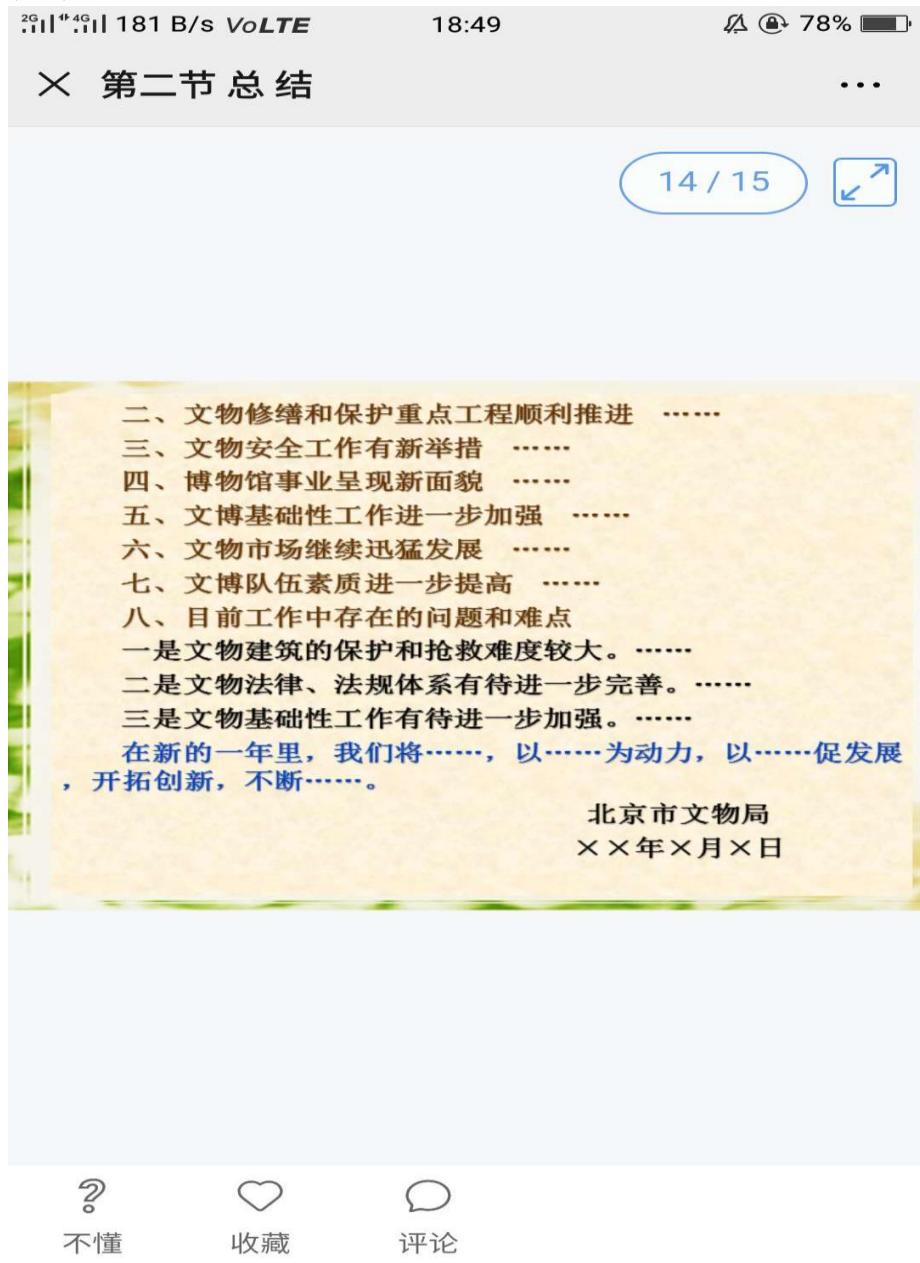 2G 4G 181 B/s VoLTE 18:49 78%
× 第二节 总 结 ...
14 / 15
二、文物修缮和保护重点工程顺利推进 ……
三、文物安全工作有新举措 ……
四、博物馆事业呈现新面貌 ……
五、文博基础性工作进一步加强 ……
六、文物市场继续迅猛发展 ……
七、文博队伍素质进一步提高 ……
八、目前工作中存在的问题和难点
一是文物建筑的保护和抢救难度较大。……
二是文物法律、法规体系有待进一步完善。……
三是文物基础性工作有待进一步加强。……
在新的一年里，我们将……，以……为动力，以……促发展
，开拓创新，不断……。
北京市文物局
××年×月×日
不懂 收藏 评论